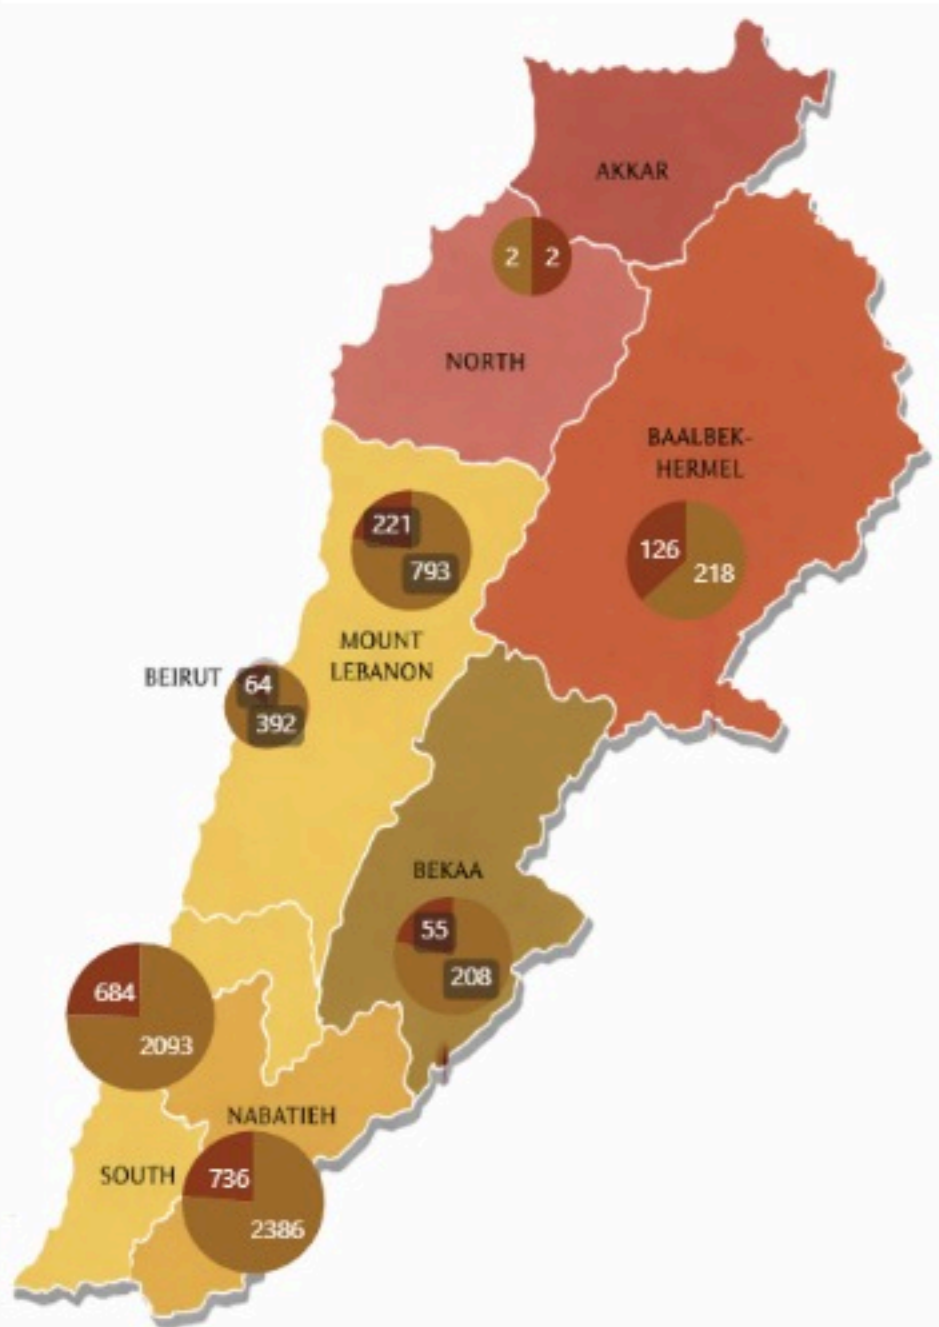 AKKAR
2 2
NORTH
BAALBEK-
HERMEL
221
793
126
218
MOUNT
LEBANON
BEIRUT
64
392
BEKAA
55
208
684
2093
NABATIEH
SOUTH
736
2386